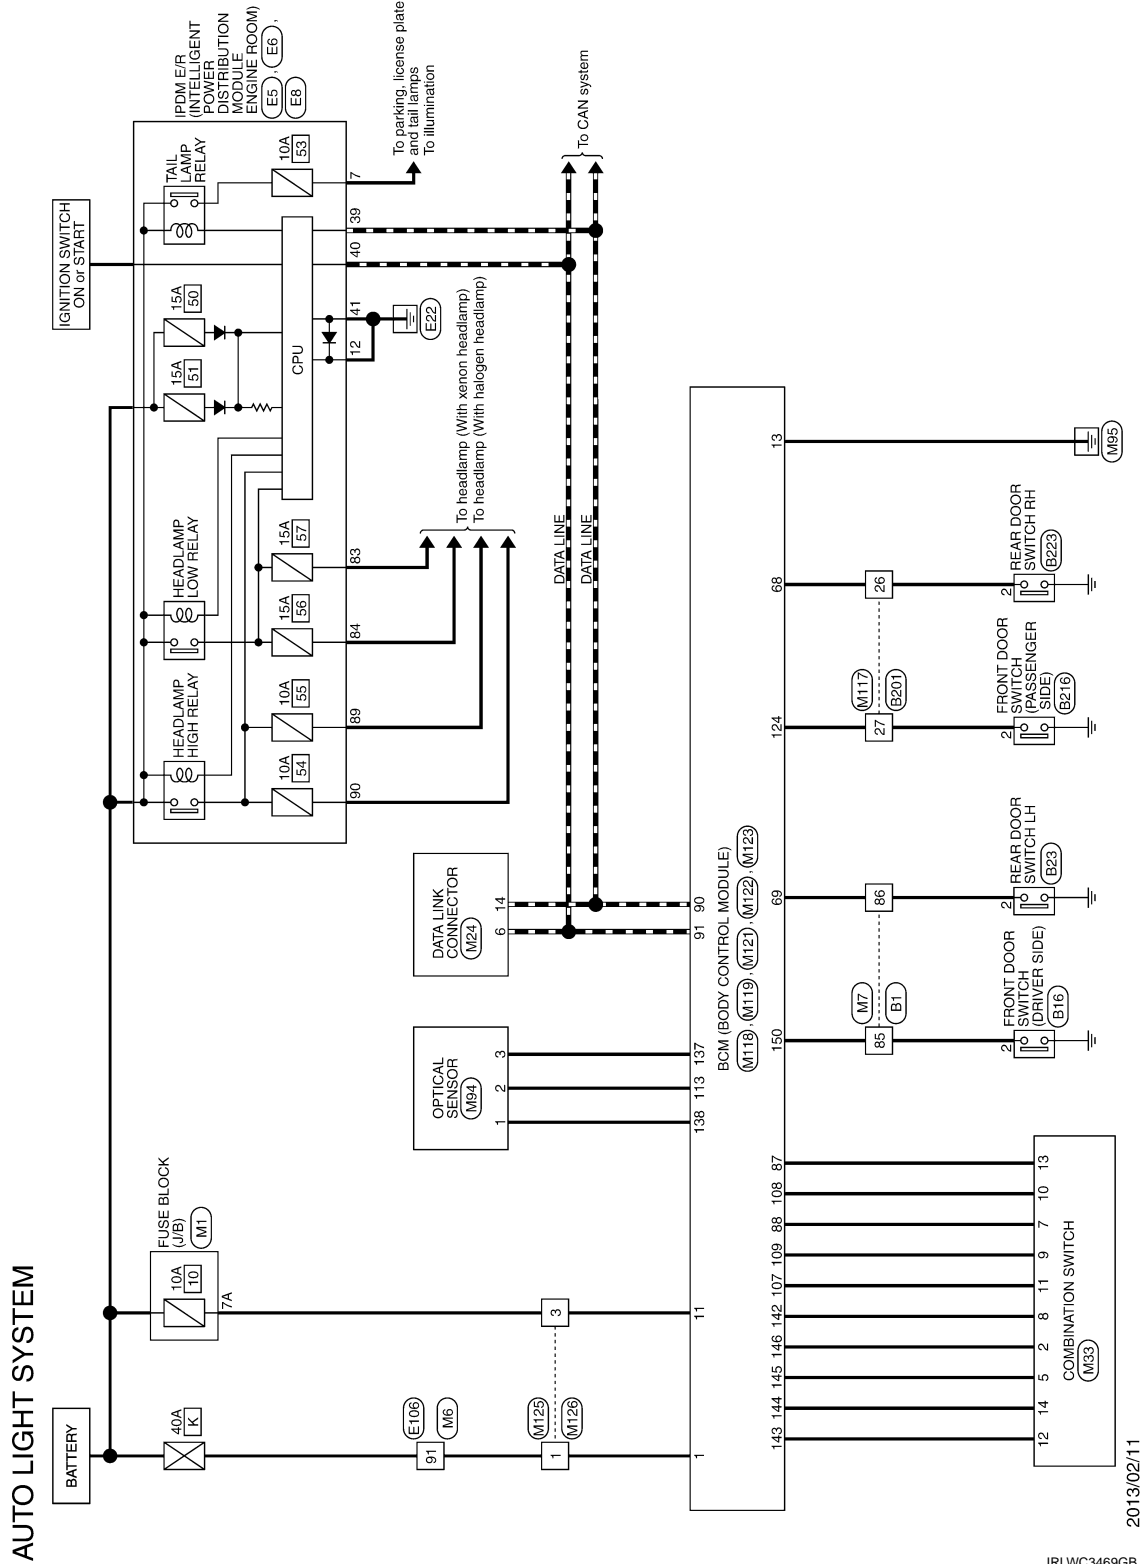 AUTO LIGHT SYSTEM
BATTERY
40A
K
E106
M6
91
M125
M126
1
3
1
11
FUSE BLOCK
(J/B)
M1
10A
10
7A
IGNITION SWITCH
ON or START
IPDM E/R
(INTELLIGENT
POWER
DISTRIBUTION
MODULE
ENGINE ROOM)
E5 , E6 ,
E8
HEADLAMP
HIGH RELAY
HEADLAMP
LOW RELAY
15A
51
15A
50
TAIL
LAMP
RELAY
CPU
10A
54
10A
55
15A
56
15A
57
10A
53
90
89
84
83
12
41
40
39
7
E22
To headlamp (With xenon headlamp)
To headlamp (With halogen headlamp)
To parking, license plate
and tail lamps
To illumination
To CAN system
DATA LINE
DATA LINE
OPTICAL
SENSOR
M94
1
2
3
138
113
137
DATA LINK
CONNECTOR
M24
6
14
91
90
BCM (BODY CONTROL MODULE)
M118 , M119 , M121 , M122 , M123
143
144
145
146
142
107
109
88
108
87
150
69
124
68
13
12
14
5
2
8
11
9
7
10
13
COMBINATION SWITCH
M33
M7
B1
85
86
2
FRONT DOOR
SWITCH
(DRIVER SIDE)
B16
2
REAR DOOR
SWITCH LH
B23
M117
B201
27
26
2
FRONT DOOR
SWITCH
(PASSENGER
SIDE)
B216
2
REAR DOOR
SWITCH RH
B223
M95
2013/02/11
JRLWC3469GB